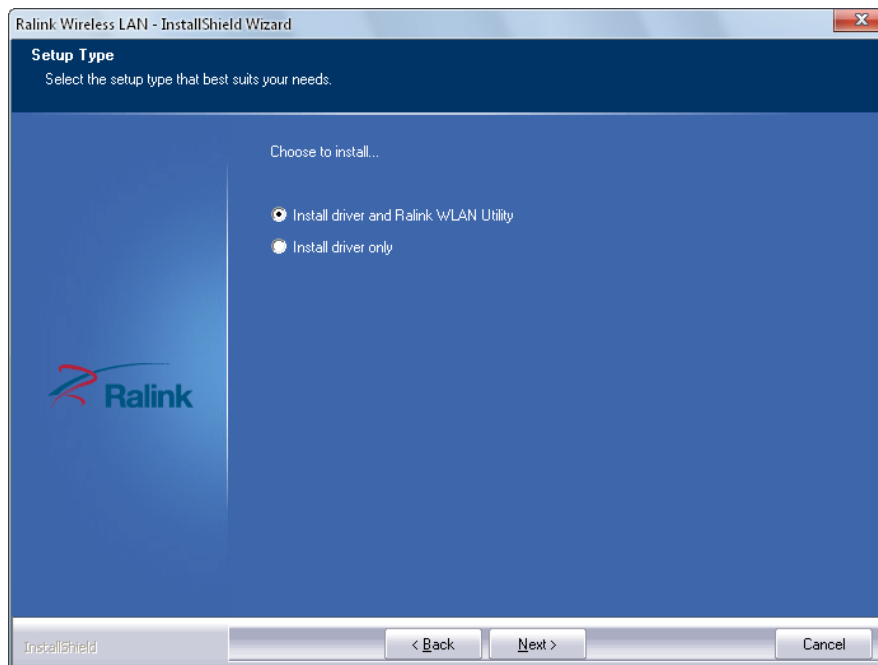 Ralink Wireless LAN - InstallShield Wizard
Setup Type
Select the setup type that best suits your needs.
Choose to install...
Install driver and Ralink WLAN Utility
Install driver only
Ralink
InstallShield
< Back
Next >
Cancel